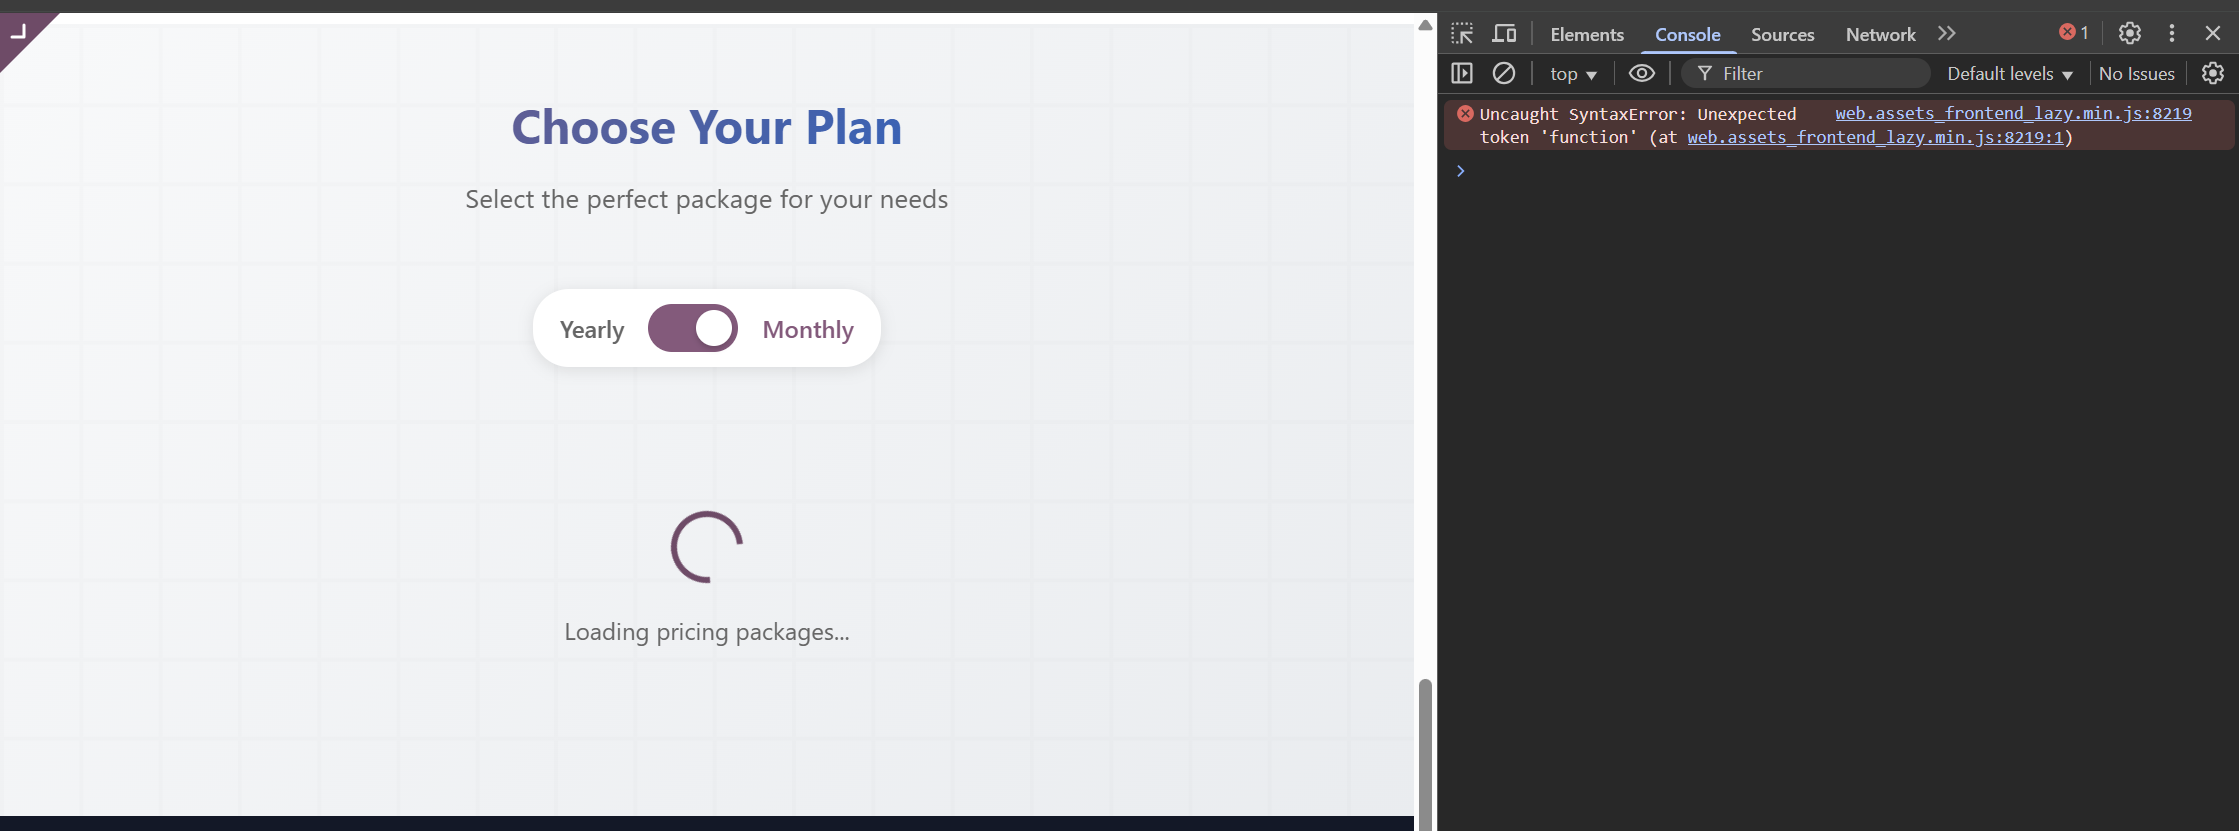 Choose Your Plan
Select the perfect package for your needs
Yearly Monthly
Loading pricing packages...
Elements Console Sources Network 1
top Filter Default levels No Issues
Uncaught SyntaxError: Unexpected web.assets_frontend_lazy.min.js:8219
token 'function' (at web.assets_frontend_lazy.min.js:8219:1)